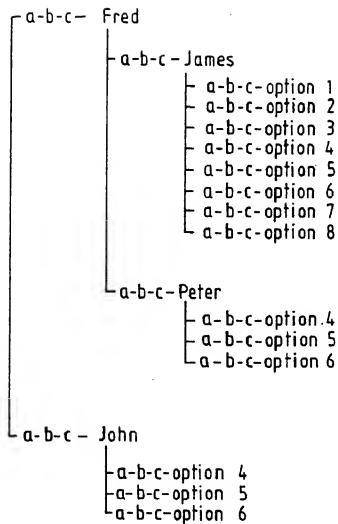 a-b-c- Fred
a-b-c-James
a-b-c-option 1
a-b-c-option 2
a-b-c-option 3
a-b-c-option 4
a-b-c-option 5
a-b-c-option 6
a-b-c-option 7
a-b-c-option 8
a-b-c-Peter
a-b-c-option.4
a-b-c-option 5
a-b-c-option 6
a-b-c- John
a-b-c-option 4
a-b-c-option 5
a-b-c-option 6